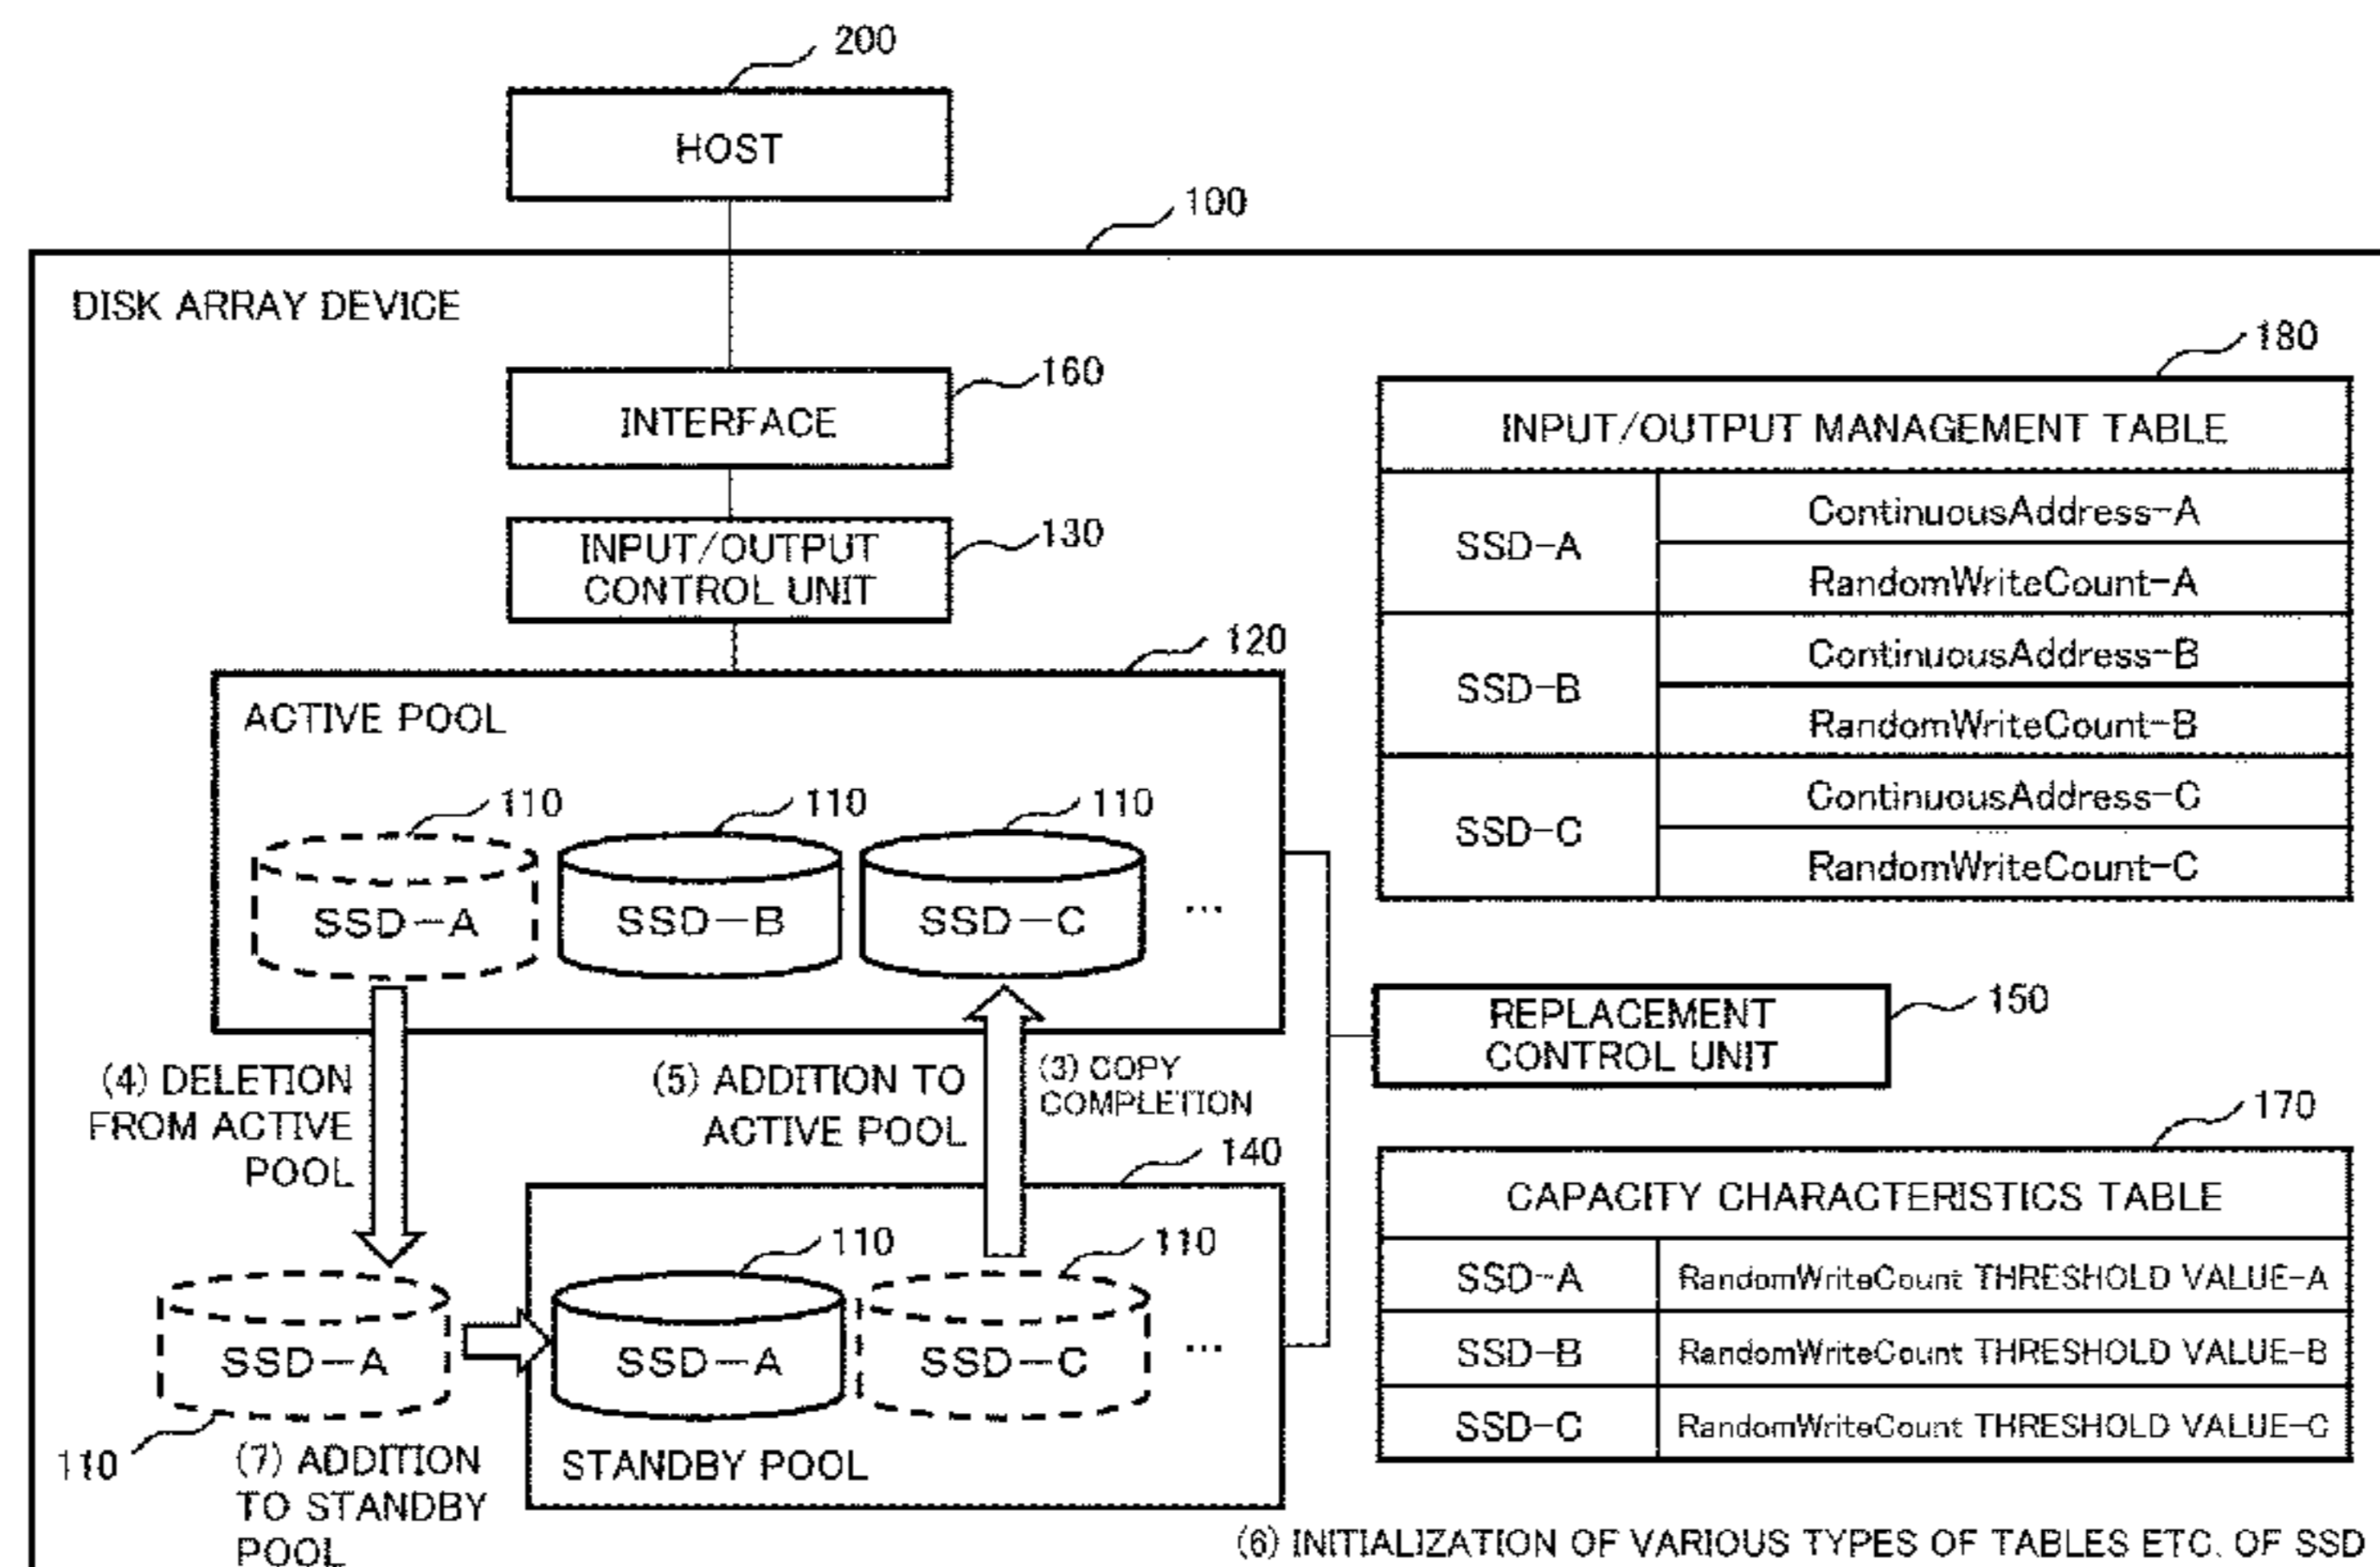 200
HOST
100
DISK ARRAY DEVICE
160
INTERFACE
130
INPUT/OUTPUT
CONTROL UNIT
120
ACTIVE POOL
110
110
110
SSD-A
SSD-B
SSD-C
...
(4) DELETION
FROM ACTIVE
POOL
(5) ADDITION TO
ACTIVE POOL
(3) COPY
COMPLETION
140
110
110
SSD-A
SSD-A
SSD-C
...
110
(7) ADDITION
TO STANDBY
POOL
STANDBY POOL
180
INPUT/OUTPUT MANAGEMENT TABLE
SSD-A
ContinuousAddress-A
RandomWriteCount-A
SSD-B
ContinuousAddress-B
RandomWriteCount-B
SSD-C
ContinuousAddress-C
RandomWriteCount-C
REPLACEMENT
CONTROL UNIT
150
170
CAPACITY CHARACTERISTICS TABLE
SSD-A RandomWriteCount THRESHOLD VALUE-A
SSD-B RandomWriteCount THRESHOLD VALUE-B
SSD-C RandomWriteCount THRESHOLD VALUE-C
(6) INITIALIZATION OF VARIOUS TYPES OF TABLES ETC. OF SSD